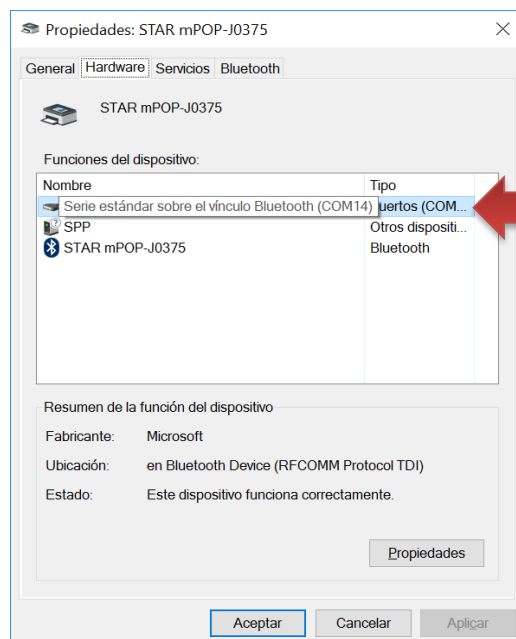 Propiedades: STAR mPOP-J0375
General Hardware Servicios Bluetooth
STAR mPOP-J0375
Funciones del dispositivo:
Nombre Tipo
Serie estándar sobre el vínculo Bluetooth (COM14) uertos (COM...
SPP Otros dispositi...
STAR mPOP-J0375 Bluetooth
Resumen de la función del dispositivo
Fabricante: Microsoft
Ubicación: en Bluetooth Device (RFCOMM Protocol TDI)
Estado: Este dispositivo funciona correctamente.
Propiedades
Aceptar Cancelar Aplicar